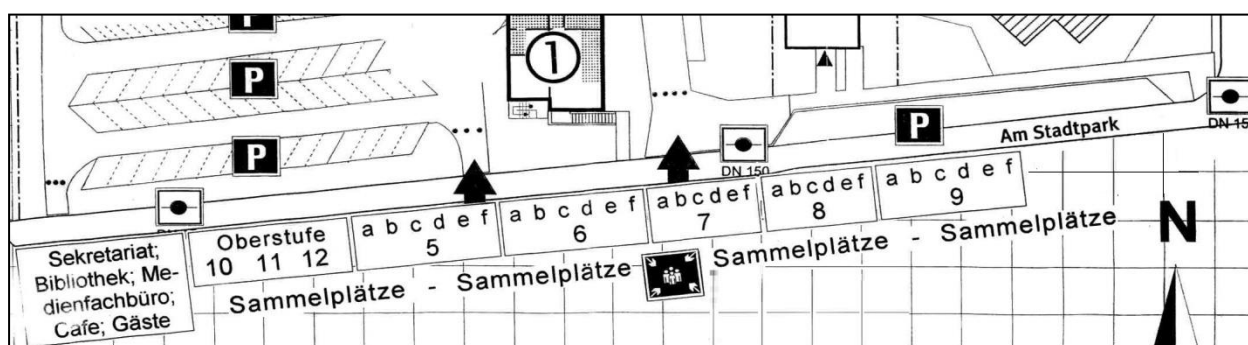 P
P
P
1
P
Am Stadtpark
DN 150
DN 15
Sekretariat;
Bibliothek; Me-
dienfachbüro;
Cafe; Gäste
Oberstufe
10 11 12
a b c d e f
5
a b c d e f
6
a b c d e f
7
a b c d e f
8
a b c d e f
9
Sammelplätze - Sammelplätze
Sammelplätze - Sammelplätze
N